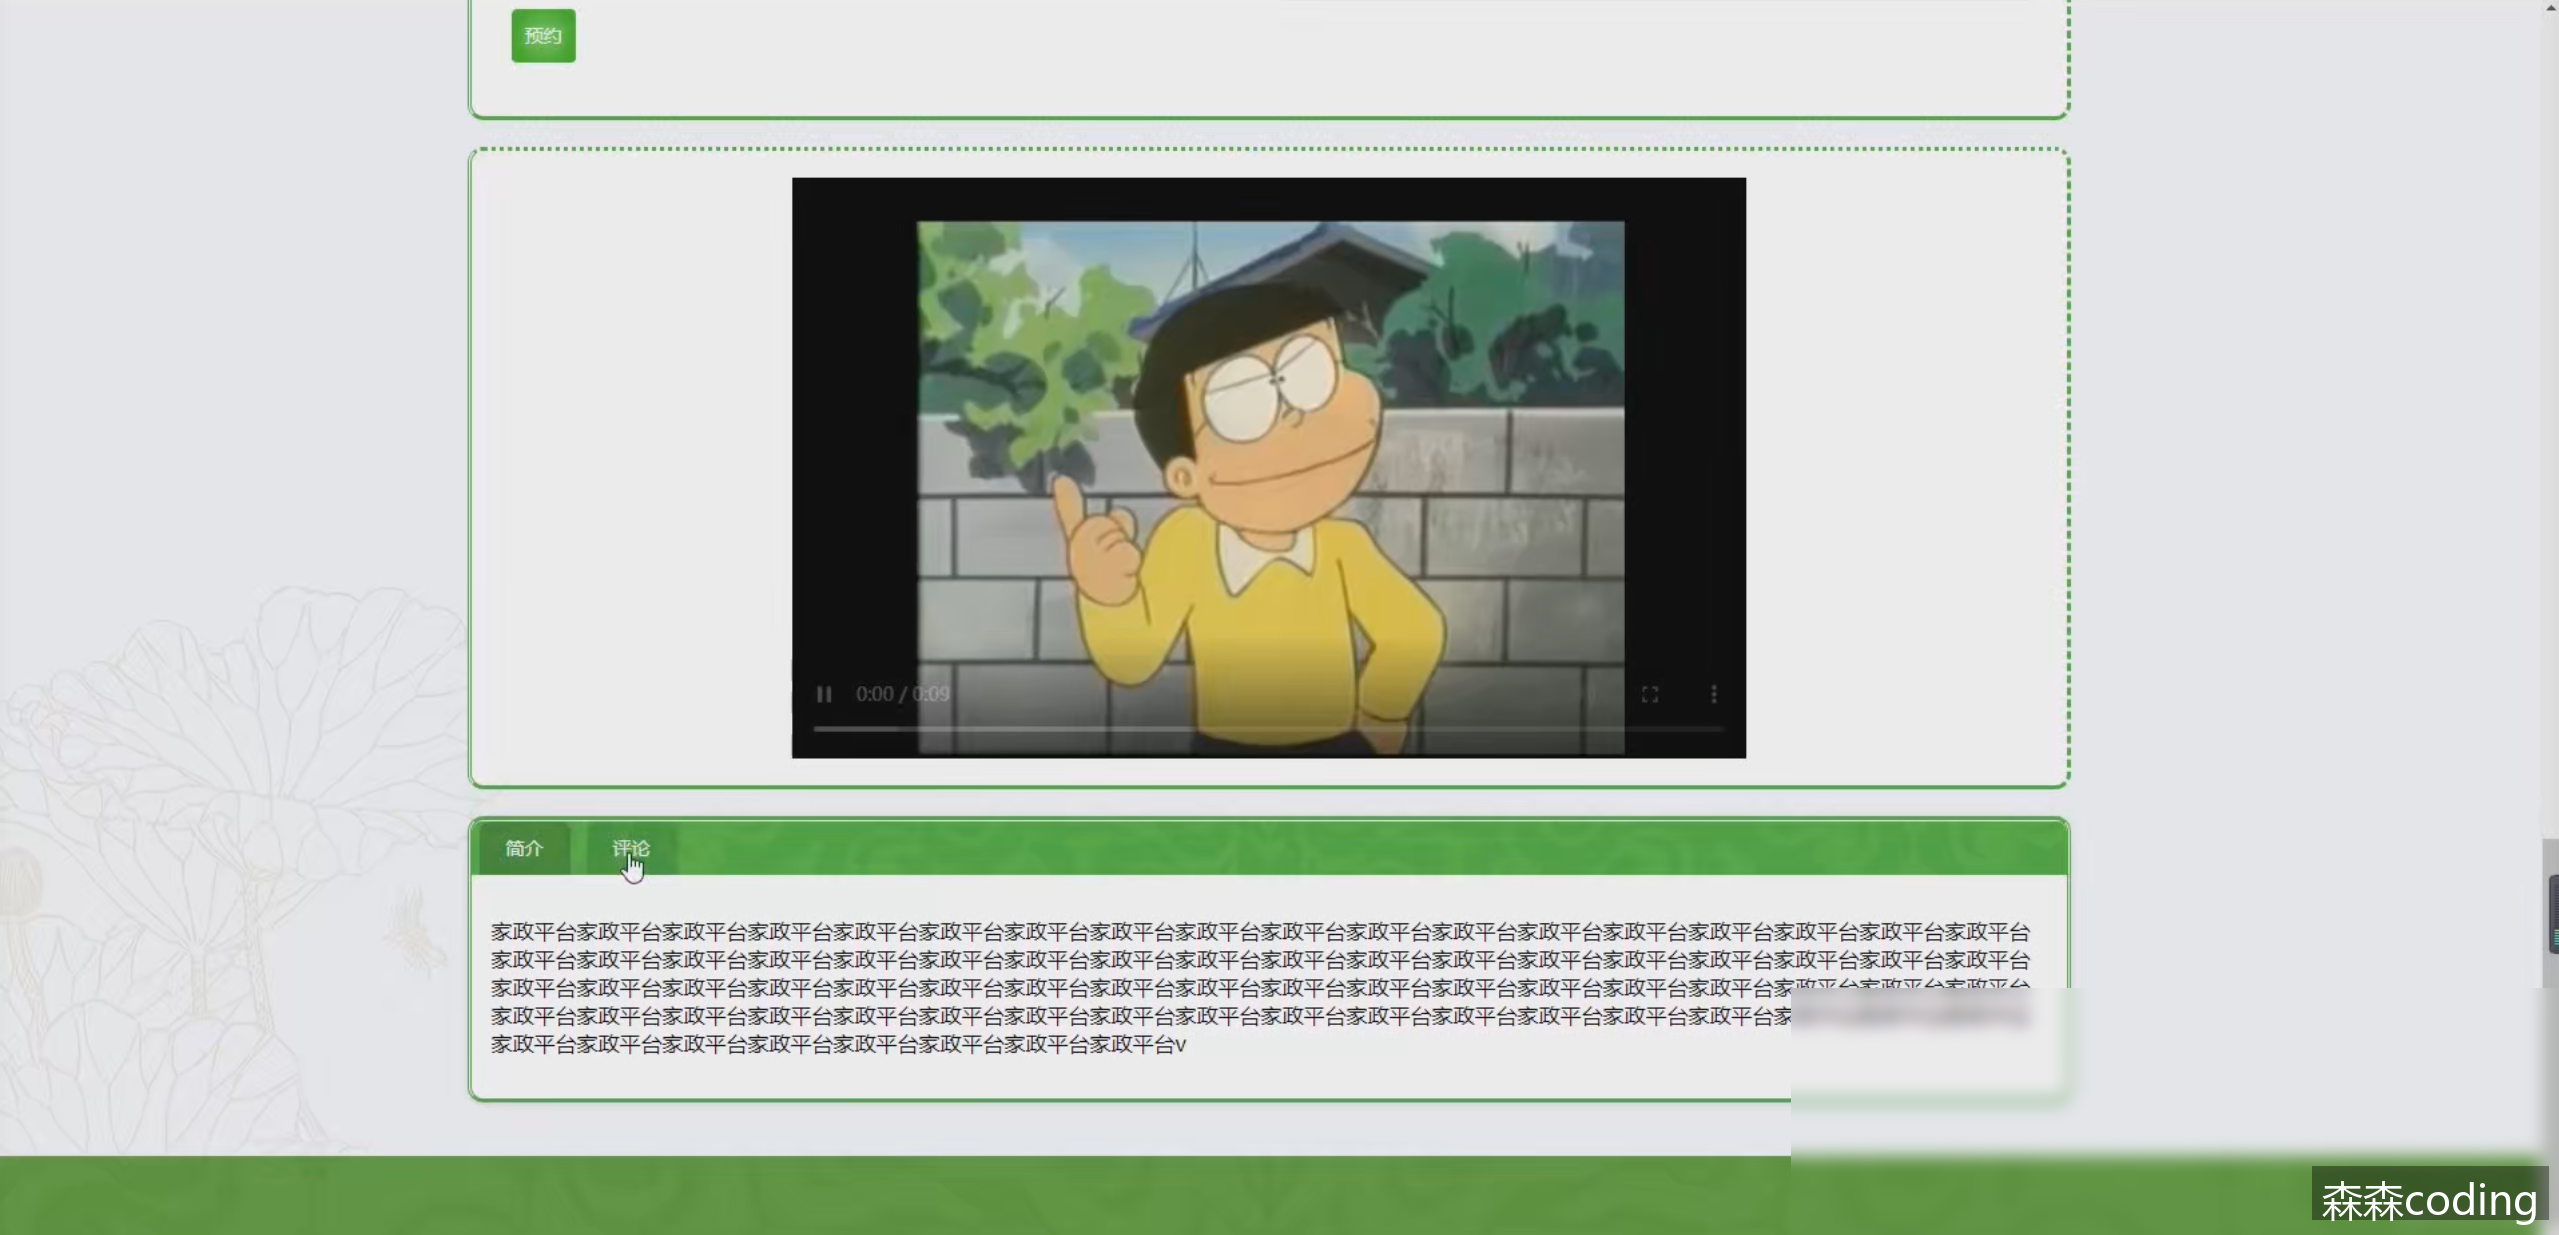 预约
0:00 / 0:09
简介
评论
家政平台家政平台家政平台家政平台家政平台家政平台家政平台家政平台家政平台家政平台家政平台家政平台家政平台家政平台家政平台家政平台家政平台家政平台
家政平台家政平台家政平台家政平台家政平台家政平台家政平台家政平台家政平台家政平台家政平台家政平台家政平台家政平台家政平台家政平台家政平台家政平台
家政平台家政平台家政平台家政平台家政平台家政平台家政平台家政平台家政平台家政平台家政平台家政平台家政平台家政平台家政平台家政平台家政平台家政平台
家政平台家政平台家政平台家政平台家政平台家政平台家政平台家政平台家政平台家政平台家政平台家政平台家政平台家政平台家政平台家
家政平台家政平台家政平台家政平台家政平台家政平台家政平台家政平台v
森森coding